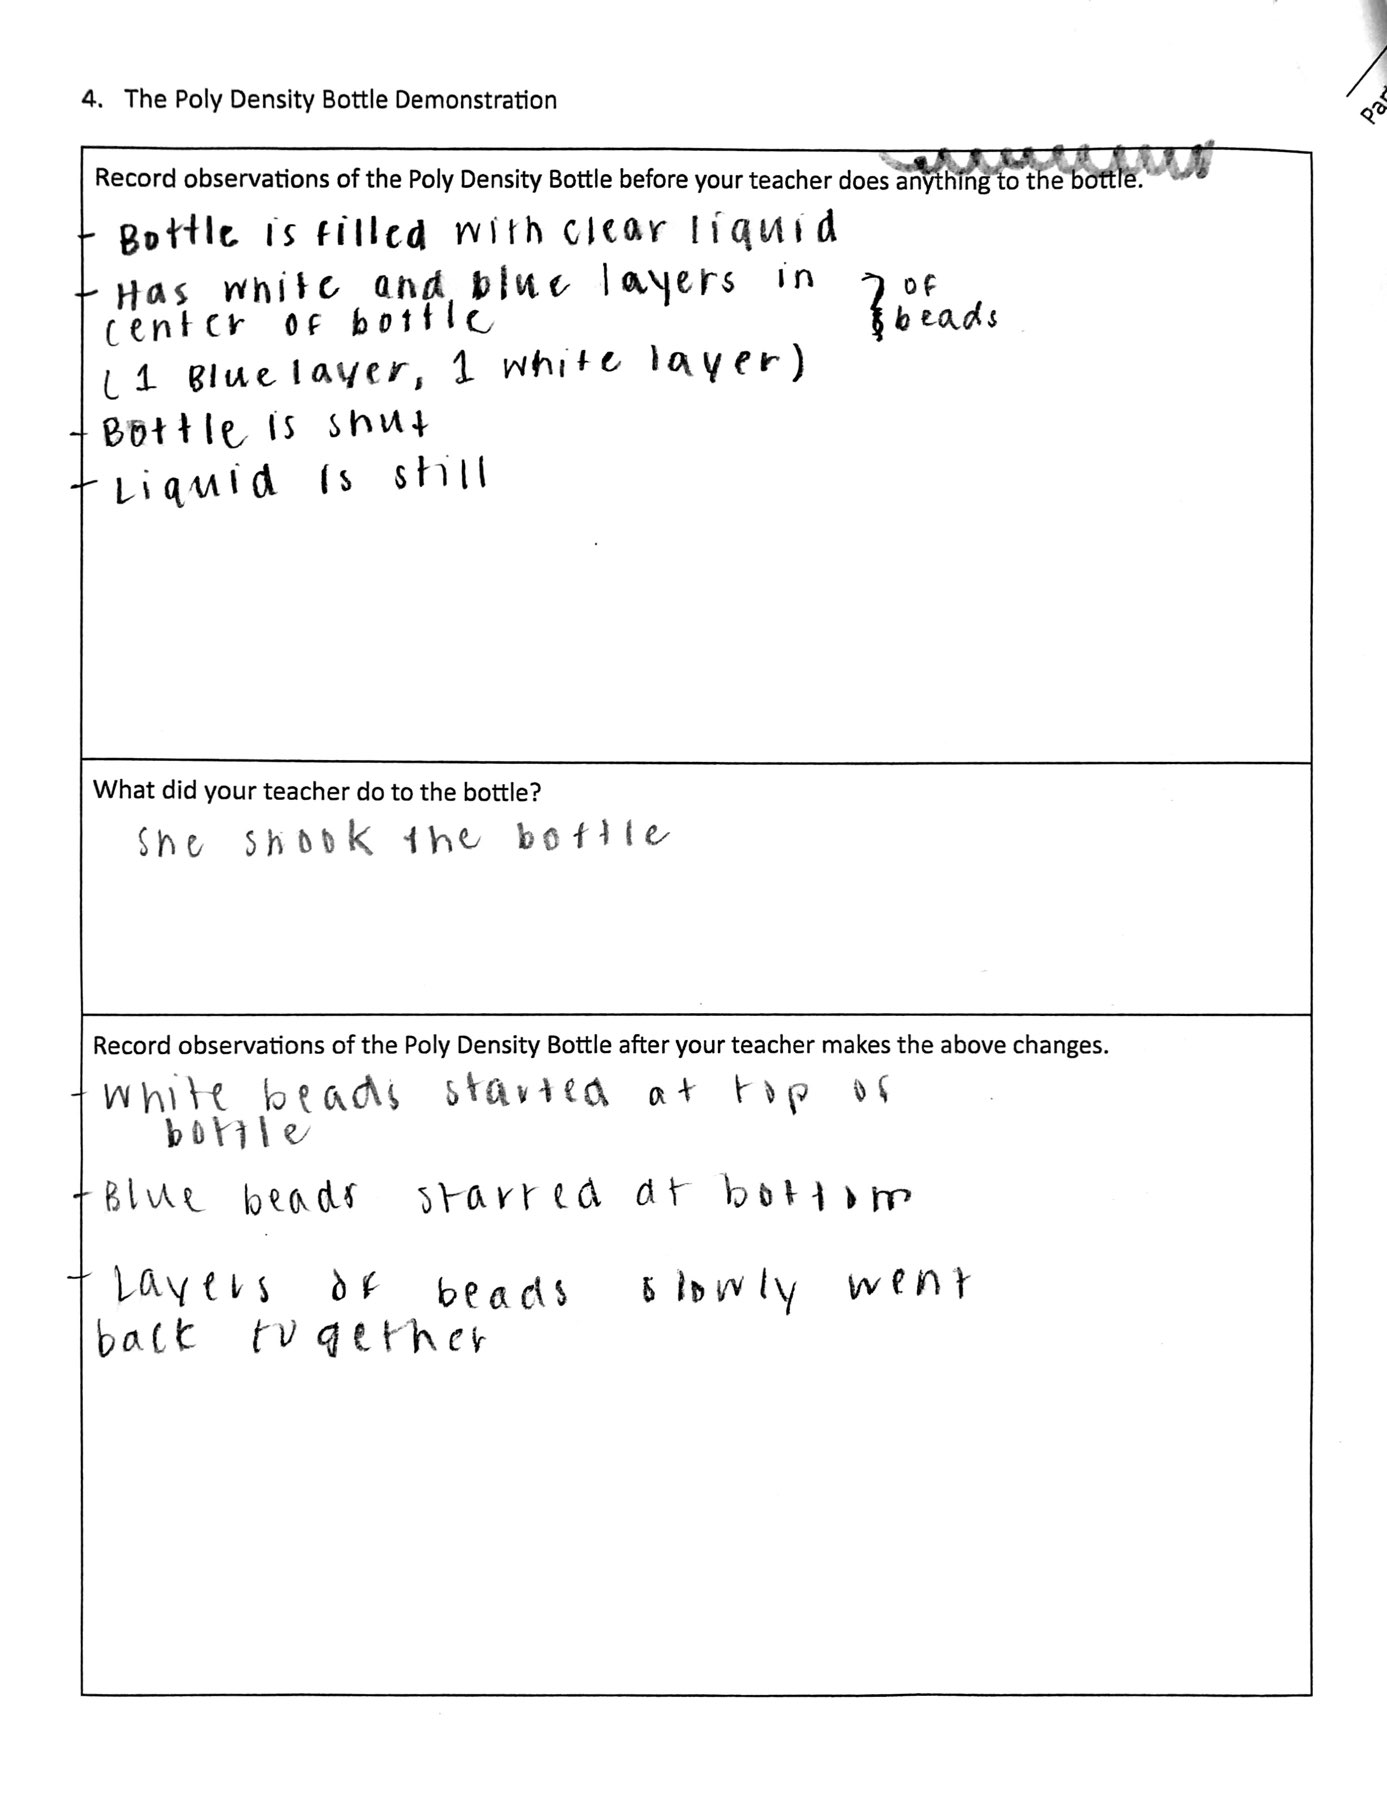 4. The Poly Density Bottle Demonstration
Par
Record observations of the Poly Density Bottle before your teacher does anything to the bottle.
- Bottle is filled with clear liquid
- Has white and blue layers in } of
center of bottle beads
(1 Blue layer, 1 white layer)
- Bottle is shut
- Liquid is still
What did your teacher do to the bottle?
She shook the bottle
Record observations of the Poly Density Bottle after your teacher makes the above changes.
- White beads started at top of
bottle
- Blue beads started at bottom
- Layers of beads slowly went
back together